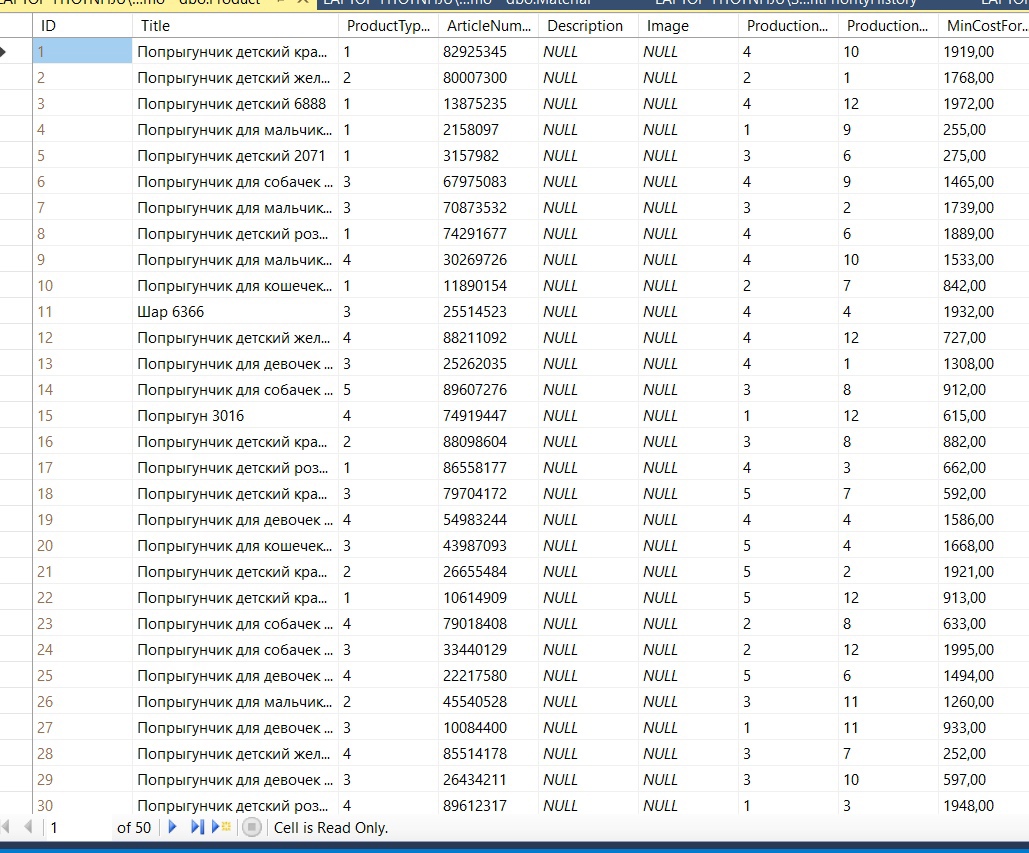 dbo.Product
dbo.Material
ID Title ProductTyp... ArticleNum... Description Image Production... Production... MinCostFor...
1 Попрыгунчик детский кра... 1 82925345 NULL NULL 4 10 1919,00
2 Попрыгунчик детский жел... 2 80007300 NULL NULL 2 1 1768,00
3 Попрыгунчик детский 6888 1 13875235 NULL NULL 4 12 1972,00
4 Попрыгунчик для мальчик... 1 2158097 NULL NULL 1 9 255,00
5 Попрыгунчик детский 2071 1 3157982 NULL NULL 3 6 275,00
6 Попрыгунчик для собачек ... 3 67975083 NULL NULL 4 9 1465,00
7 Попрыгунчик для мальчик... 3 70873532 NULL NULL 3 2 1739,00
8 Попрыгунчик детский роз... 1 74291677 NULL NULL 4 6 1889,00
9 Попрыгунчик для мальчик... 4 30269726 NULL NULL 4 10 1533,00
10 Попрыгунчик для кошечек... 1 11890154 NULL NULL 2 7 842,00
11 Шар 6366 3 25514523 NULL NULL 4 4 1932,00
12 Попрыгунчик детский жел... 4 88211092 NULL NULL 4 12 727,00
13 Попрыгунчик для девочек ... 3 25262035 NULL NULL 4 1 1308,00
14 Попрыгунчик для собачек ... 5 89607276 NULL NULL 3 8 912,00
15 Попрыгун 3016 4 74919447 NULL NULL 1 12 615,00
16 Попрыгунчик детский кра... 2 88098604 NULL NULL 3 8 882,00
17 Попрыгунчик детский роз... 1 86558177 NULL NULL 4 3 662,00
18 Попрыгунчик детский кра... 3 79704172 NULL NULL 5 7 592,00
19 Попрыгунчик для девочек ... 4 54983244 NULL NULL 4 4 1586,00
20 Попрыгунчик для кошечек... 3 43987093 NULL NULL 5 4 1668,00
21 Попрыгунчик детский кра... 2 26655484 NULL NULL 5 2 1921,00
22 Попрыгунчик детский кра... 1 10614909 NULL NULL 5 12 913,00
23 Попрыгунчик для собачек ... 4 79018408 NULL NULL 2 8 633,00
24 Попрыгунчик для собачек ... 3 33440129 NULL NULL 2 12 1995,00
25 Попрыгунчик для девочек ... 4 22217580 NULL NULL 5 6 1494,00
26 Попрыгунчик для мальчик... 2 45540528 NULL NULL 3 11 1260,00
27 Попрыгунчик для девочек ... 3 10084400 NULL NULL 1 11 933,00
28 Попрыгунчик детский жел... 4 85514178 NULL NULL 3 7 252,00
29 Попрыгунчик для девочек ... 3 26434211 NULL NULL 3 10 597,00
30 Попрыгунчик детский роз... 4 89612317 NULL NULL 1 3 1948,00
1 of 50 Cell is Read Only.